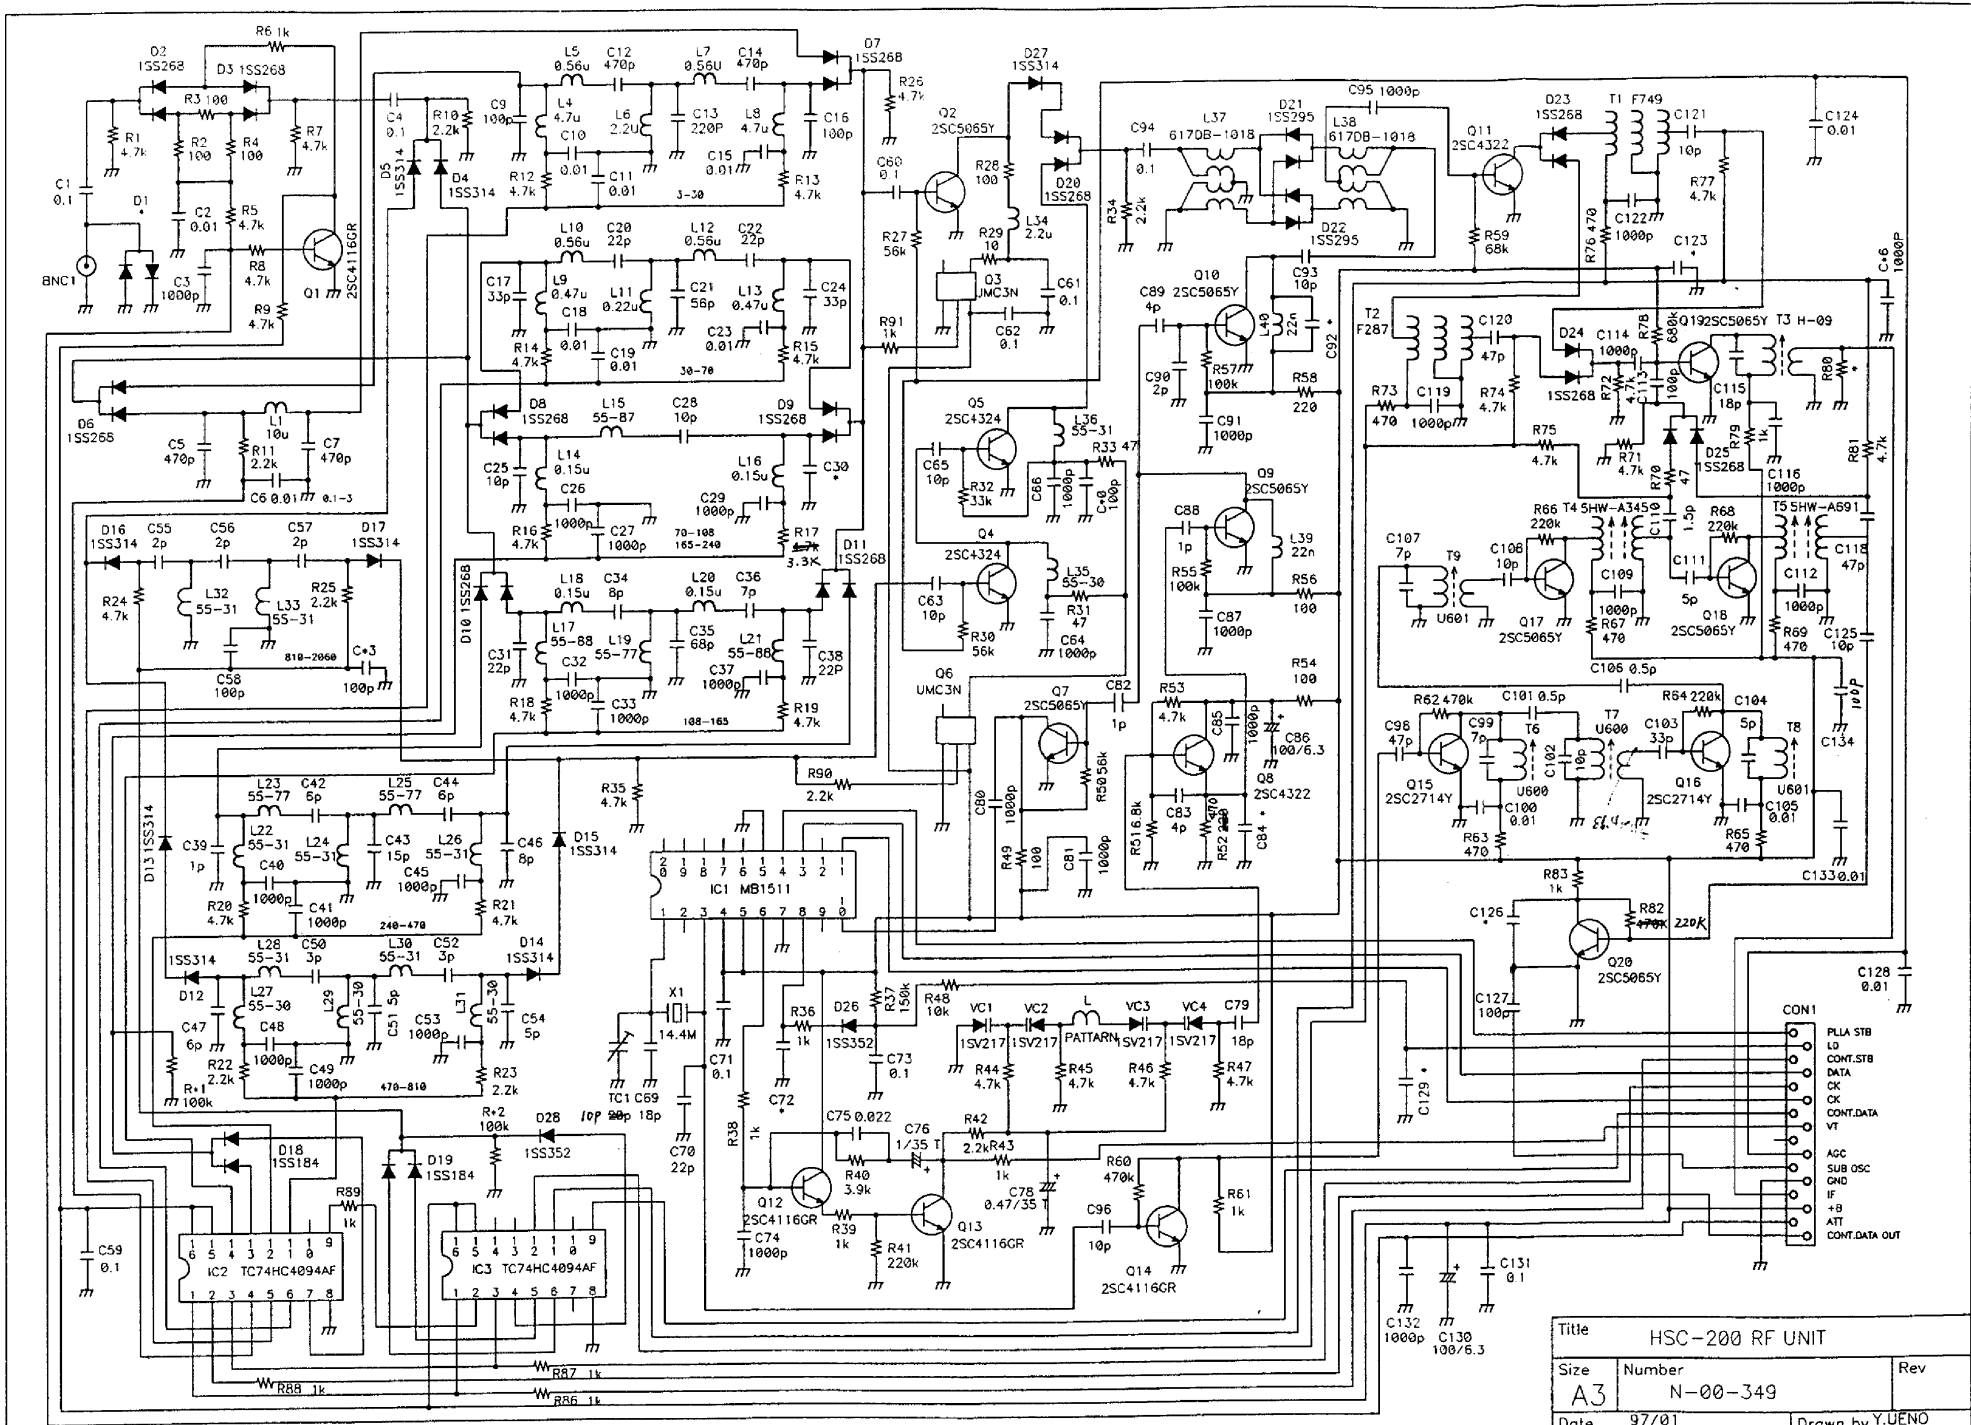 R6 1k
D2
1SS268
D3 1SS268
R3 100
R1
4.7k
R2
100
R4
100
R7
4.7k
C4
0.1
R10
2.2k
D5
1SS314
D4
1SS314
C1
0.1
D1
*
C2
0.01
R5
4.7k
BNC1
C3
1000p
R8
4.7k
Q1
2SC4116GR
R9
4.7k
D6
1SS268
C5
470p
L1
10u
R11
2.2k
C7
470p
C6 0.01
0.1-3
L5
0.56u
C12
470p
L7
0.56u
C14
470p
D7
1SS268
C9
100p
L4
4.7u
C10
0.01
L6
2.2U
C13
220P
L8
4.7u
C16
100p
R26
4.7k
R12
4.7k
C11
0.01
C15
0.01
R13
4.7k
3-30
L10
0.56u
C20
22p
L12
0.56u
C22
22p
C17
33p
L9
0.47u
C18
0.01
L11
0.22u
C21
56p
L13
0.47u
C24
33p
R14
4.7k
C19
0.01
C23
0.01
R15
4.7k
30-70
D8
1SS268
L15
55-87
C28
10p
D9
1SS268
C25
10p
L14
0.15u
L16
0.15u
C30
*
C26
1000p
C29
1000p
R16
4.7k
C27
1000p
70-108
165-240
R17
4.7k
3.3K
D11
1SS268
D10 1SS268
L18
0.15u
C34
8p
L20
0.15u
C36
7p
C31
22p
L17
55-88
L19
55-77
C35
68p
L21
55-88
C38
22P
C32
1000p
C37
1000p
R18
4.7k
C33
1000p
R19
4.7k
108-165
D16
1SS314
C55
2p
C56
2p
C57
2p
D17
1SS314
R24
4.7k
L32
55-31
L33
55-31
R25
2.2k
810-2060
C58
100p
C*3
100p
L23
55-77
C42
6p
L25
55-77
C44
6p
D13 1SS314
C39
1p
L22
55-31
L24
55-31
C43
15p
L26
55-31
C46
8p
D15
1SS314
C40
1000p
C45
1000p
R20
4.7k
C41
1000p
R21
4.7k
240-470
1SS314
D12
L28
55-31
C50
3p
L30
55-31
C52
3p
D14
1SS314
C47
6p
L27
55-30
L29
55-30
C51 5p
L31
55-30
C54
5p
C48
1000p
C53
1000p
R22
2.2k
C49
1000p
R23
2.2k
470-810
R*1
100k
D18
1SS184
D19
1SS184
R*2
100k
D28
1SS352
R89
1k
C59
0.1
IC2 TC74HC4094AF
IC3 TC74HC4094AF
R88 1k
R87 1k
R86 1k
Q2
2SC5065Y
D27
1SS314
C60
0.1
R28
100
R27
56k
R29
10
L34
2.2u
Q3
UMC3N
C61
0.1
C62
0.1
R91
1k
D20
1SS268
C94
0.1
R34
2.2k
L37
617DB-1018
D21
1SS295
L38
617DB-1018
D22
1SS295
C95 1000p
Q11
2SC4322
R59
68k
D23
1SS268
T1
F749
C121
10p
R77
4.7k
C124
0.01
R76 470
C122
1000p
C123
*
C*6
1000P
Q5
2SC4324
L36
55-31
R33 47
C65
10p
R32
33k
C66
1000p
C*0
100p
Q4
2SC4324
L35
55-30
C63
10p
R31
47
R30
56k
C64
1000p
Q10
2SC5065Y
C93
10p
C89
4p
L40
22n
C92 *
C90
2p
R57
100k
R58
220
C91
1000p
Q9
2SC5065Y
C88
1p
L39
22n
R55
100k
R56
100
C87
1000p
R54
100
T2
F287
C120
47p
D24
C114
1000p
1SS268
R78
680k
Q19 2SC5065Y
T3 H-09
R80
*
R73
470
C119
1000p
R74
4.7k
R72
4.7k
C113
100p
C115
18p
R79
1k
R81
4.7k
R75
4.7k
R71
4.7k
R70
47
D25
1SS268
C116
1000p
R66
220k
T4 5HW-A345
C110
1.5p
R68
220k
T5 5HW-A691
C107
7p
T9
U601
C108
10p
C109
1000p
C111
5p
C112
1000p
C118
47p
Q17
2SC5065Y
R67
470
Q18
2SC5065Y
R69
470
C125
10p
C106 0.5p
100P
C134
Q6
UMC3N
Q7
2SC5065Y
C82
1p
R53
4.7k
C85
1000p
C86
100/6.3
R50 56k
Q8
2SC4322
R90
2.2k
R35
4.7k
C80
1000p
R49
100
C81
1000p
R51 6.8k
C83
4p
R52 220
470
C84 *
R62 470k
C101 0.5p
R64 220k
C104
5p
C98
47p
C99
7p
T6
U600
C102
10p
T7
U600
C103
33p
T8
U601
Q15
2SC2714Y
C100
0.01
Q16
2SC2714Y
C105
0.01
R63
470
R65
470
C133 0.01
R83
1k
C126
*
R82
470K 220K
Q20
2SC5065Y
C127
100p
C128
0.01
IC1 MB1511
X1
14.4M
TC1
10P 20p
C69
18p
C71
0.1
C70
22p
R36
1k
D26
1SS352
R37
150k
R48
10k
C73
0.1
C72
*
R38
1k
VC1
1SV217
VC2
1SV217
L
PATTARN
VC3
1SV217
VC4
1SV217
C79
18p
R44
4.7k
R45
4.7k
R46
4.7k
R47
4.7k
C75 0.022
C76
1/35 T
R42
2.2k
R43
1k
R40
3.9k
C78
0.47/35 T
Q12
2SC4116GR
C74
1000p
R39
1k
R41
220k
Q13
2SC4116GR
R60
470k
R61
1k
C96
10p
Q14
2SC4116GR
C129 *
C132
1000p
C130
100/6.3
C131
0.1
CON1
PLLA STB
LD
CONT.STB
DATA
CK
CK
CONT.DATA
VT
AGC
SUB OSC
GND
IF
+B
ATT
CONT.DATA OUT
Title
HSC-200 RF UNIT
Size
A3
Number
N-00-349
Rev
Date
97/01
Drawn by Y.UENO